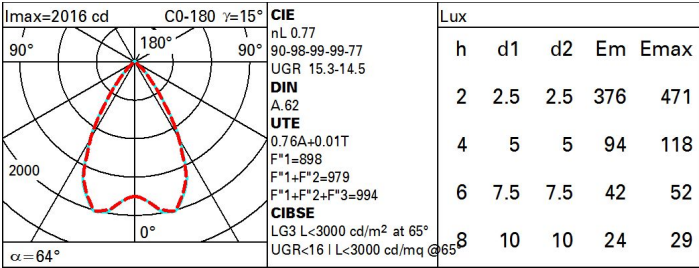 Imax=2016 cd C0-180 γ=15°
90° 180° 90°
2000
0°
α=64°
CIE
nL 0.77
90-98-99-99-77
UGR 15.3-14.5
DIN
A.62
UTE
0.76A+0.01T
F"1=898
F"1+F"2=979
F"1+F"2+F"3=994
CIBSE
LG3 L<3000 cd/m² at 65°
UGR<16 | L<3000 cd/mq @65°
Lux
h d1 d2 Em Emax
2 2.5 2.5 376 471
4 5 5 94 118
6 7.5 7.5 42 52
8 10 10 24 29